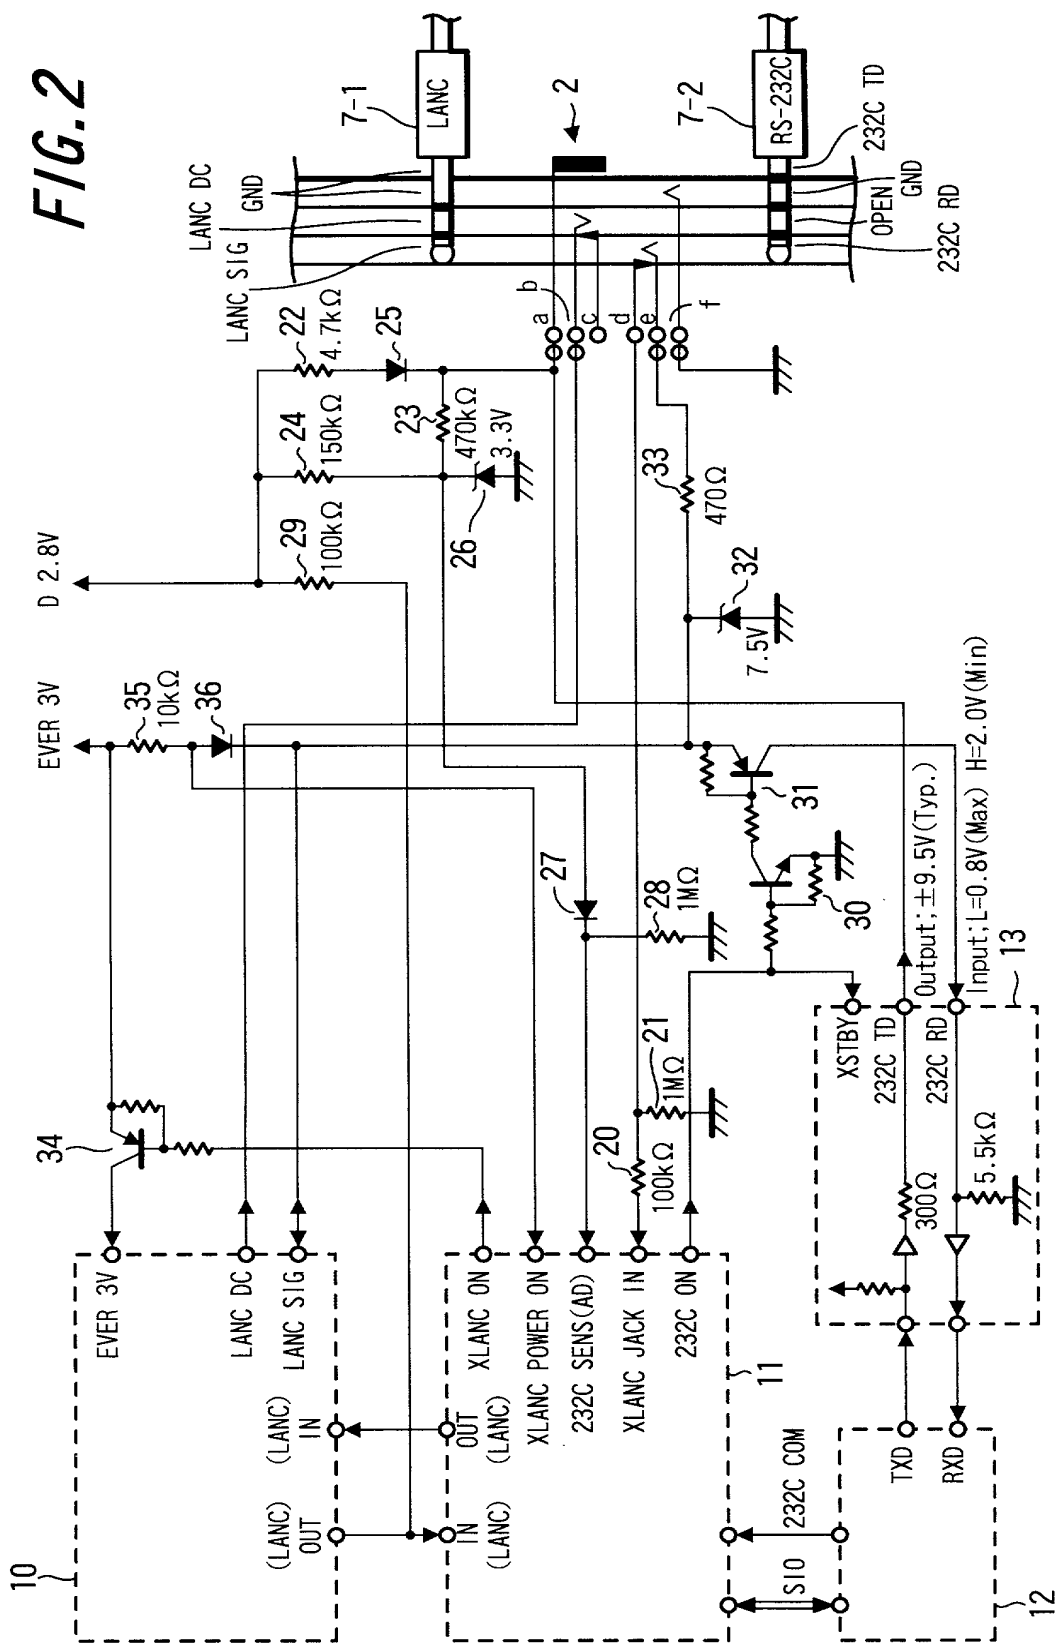 FIG.2
10
(LANC)
OUT
(LANC)
IN
EVER 3V
LANC DC
LANC SIG
34
EVER 3V
35
10kΩ
36
D 2.8V
29
100kΩ
24
150kΩ
22
4.7kΩ
25
23
470kΩ
3.3V
26
LANC SIG
LANC DC
GND
7-1
LANC
2
7-2
RS-232C
232C TD
GND
OPEN
232C RD
a
b
c
d
e
f
33
470Ω
32
7.5V
IN
(LANC)
OUT
(LANC)
XLANC ON
XLANC POWER ON
232C SENS(AD)
XLANC JACK IN
232C ON
11
20
100kΩ
21
1MΩ
27
28
1MΩ
30
31
SIO
232C COM
12
TXD
RXD
XSTBY
232C TD
232C RD
300Ω
5.5kΩ
13
Output;±9.5V(Typ.)
Input;L=0.8V(Max) H=2.0V(Min)